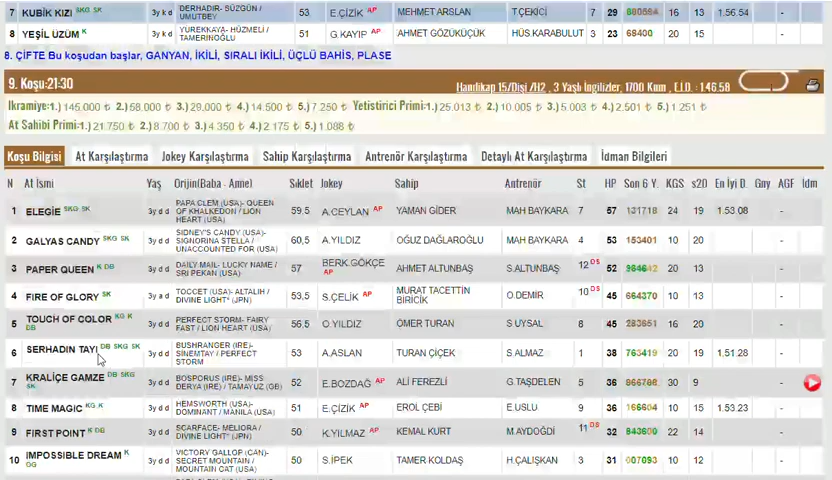 7 KUBİK KIZI SKG SK 3y k d DERHADIR- SÜZGÜN / UMUTBEY 53 E.ÇİZİK AP MEHMET ARSLAN T.ÇEKİCİ 7 29 880584 16 13 1.56.54
8 YEŞİL ÜZÜM K 3y k d YÜREKKAYA- HÜZMELİ / TAMERİNOĞLU 51 G.KAYIP AP AHMET GÖZÜKÜÇÜK HÜS.KARABULUT 3 23 68400 20 15
8. ÇİFTE Bu koşudan başlar, GANYAN, İKİLİ, SIRALI İKİLİ, ÜÇLÜ BAHİS, PLASE
9. Koşu:21:30 Handikap 15/Dişi /H2 , 3 Yaşlı İngilizler, 1700 Kum , E.İ.D. : 1.46.58
İkramiye:1.) 145.000 ₺ 2.) 58.000 ₺ 3.) 29.000 ₺ 4.) 14.500 ₺ 5.) 7.250 ₺ Yetistirici Primi:1.) 25.013 ₺ 2.) 10.005 ₺ 3.) 5.003 ₺ 4.) 2.501 ₺ 5.) 1.251 ₺
At Sahibi Primi:1.) 21.750 ₺ 2.) 8.700 ₺ 3.) 4.350 ₺ 4.) 2.175 ₺ 5.) 1.088 ₺
Koşu Bilgisi At Karşılaştırma Jokey Karşılaştırma Sahip Karşılaştırma Antrenör Karşılaştırma Detaylı At Karşılaştırma İdman Bilgileri
N At İsmi Yaş Orijin(Baba - Anne) Sıklet Jokey Sahip Antrenör St HP Son 6 Y. KGS s20 En İyi D. Gny AGF İdm
1 ELEGİE SKG SK 3y d d PAPA CLEM (USA)- QUEEN OF KHALKEDON / LION HEART (USA) 59,5 A.CEYLAN AP YAMAN GİDER MAH BAYKARA 7 57 131718 24 19 1.53.08 -
2 GALYAS CANDY SKG SK 3y d d SIDNEY'S CANDY (USA)- SIGNORINA STELLA / UNACCOUNTED FOR (USA) 60,5 A.YILDIZ OĞUZ DAĞLAROĞLU MAH BAYKARA 4 53 153401 10 20 -
3 PAPER QUEEN K DB 3y d d DAILY MAIL- LUCKY NAME / SRI PEKAN (USA) 57 BERK.GÖKÇE AP AHMET ALTUNBAŞ S.ALTUNBAŞ 12 DS 52 984642 20 13 -
4 FIRE OF GLORY SK 3y a d TOCCET (USA)- ALTALIH / DIVINE LIGHT* (JPN) 53,5 S.ÇELİK AP MURAT TACETTİN BİRİCİK O.DEMİR 10 DS 45 664370 10 13 -
5 TOUCH OF COLOR KG K DB 3y d d PERFECT STORM- FAIRY FAST / LION HEART (USA) 56,5 O.YILDIZ ÖMER TURAN S UYSAL 8 45 283651 16 20 -
6 SERHADIN TAYI DB SKG SK 3y d d BUSHRANGER (IRE)- SİNEMTAY / PERFECT STORM 53 A.ASLAN TURAN ÇİÇEK S.ALMAZ 1 38 763419 20 19 1.51.28 -
7 KRALİÇE GAMZE DB SKG SK 3y d d BOSPORUS (IRE)- MISS DERYA (IRE) / TAMAYUZ (GB) 52 E.BOZDAĞ AP ALİ FEREZLİ G.TAŞDELEN 5 36 866786 30 9 -
8 TIME MAGIC KG K 3y d d HEMSWORTH (USA)- DOMINANT / MANILA (USA) 51 E.ÇİZİK AP EROL ÇEBİ E.USLU 9 36 166604 10 15 1.53.23 -
9 FIRST POINT K DB 3y d d SCARFACE- MELIORA / DIVINE LIGHT* (JPN) 50 K.YILMAZ AP KEMAL KURT M.AYDOĞDİ 11 DS 32 843600 22 14 -
10 IMPOSSIBLE DREAM K GG 3y d d VICTORY GALLOP (CAN)- SECRET MOUNTAIN / MOUNTAIN CAT (USA) 50 S.İPEK TAMER KOLDAŞ H.ÇALIŞKAN 3 31 007093 10 12 -